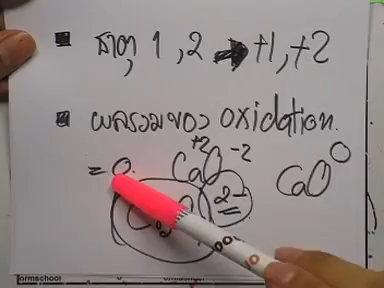 ธาตุ 1, 2 → +1, +2
ผลรวมของ oxidation.
= 0. CaO +2 -2 CaO 0
2-